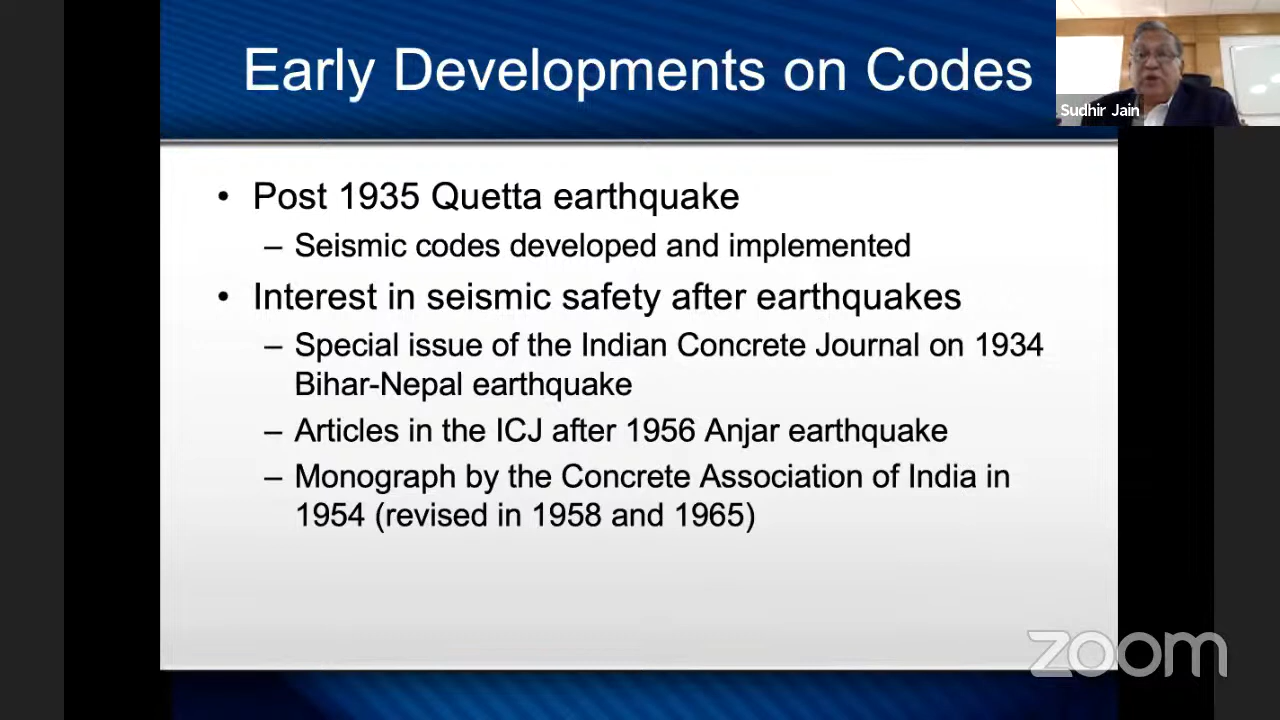 Early Developments on Codes
Sudhir Jain
• Post 1935 Quetta earthquake
– Seismic codes developed and implemented
• Interest in seismic safety after earthquakes
– Special issue of the Indian Concrete Journal on 1934
Bihar-Nepal earthquake
– Articles in the ICJ after 1956 Anjar earthquake
– Monograph by the Concrete Association of India in
1954 (revised in 1958 and 1965)
zoom